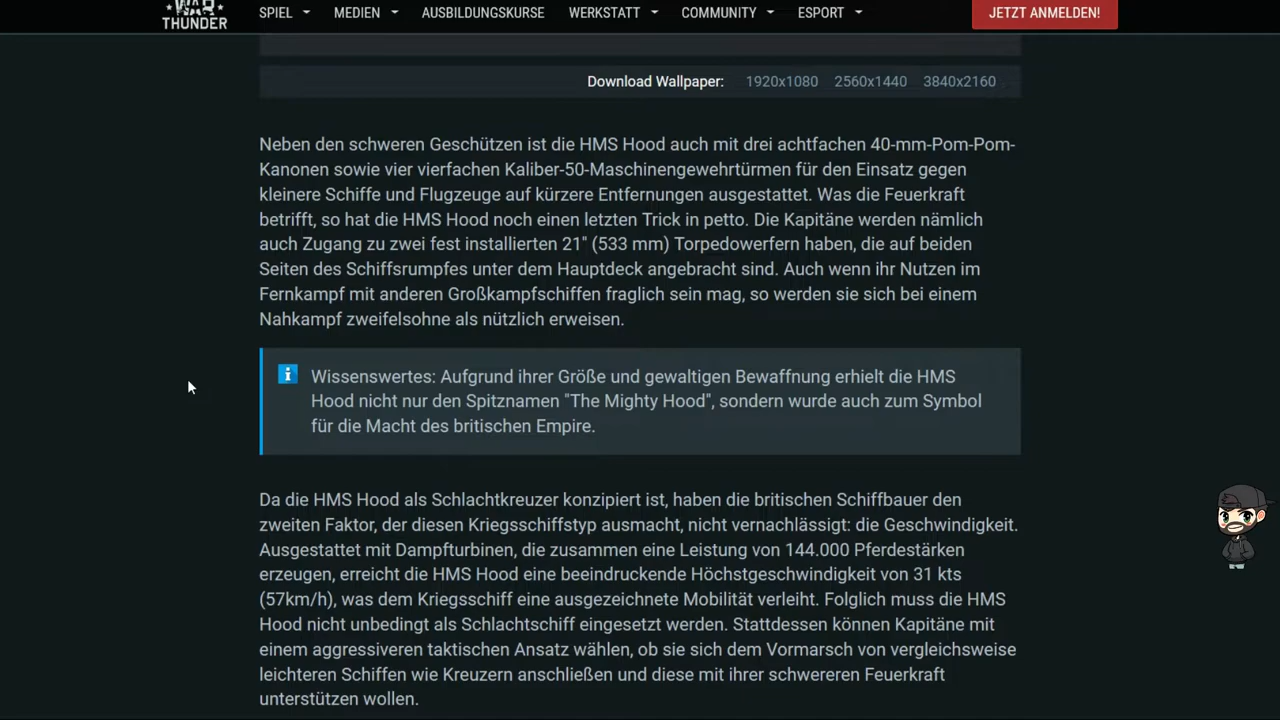 WAR
THUNDER
SPIEL MEDIEN AUSBILDUNGSKURSE WERKSTATT COMMUNITY ESPORT JETZT ANMELDEN!
Download Wallpaper: 1920x1080 2560x1440 3840x2160
Neben den schweren Geschützen ist die HMS Hood auch mit drei achtfachen 40-mm-Pom-Pom-
Kanonen sowie vier vierfachen Kaliber-50-Maschinengewehrtürmen für den Einsatz gegen
kleinere Schiffe und Flugzeuge auf kürzere Entfernungen ausgestattet. Was die Feuerkraft
betrifft, so hat die HMS Hood noch einen letzten Trick in petto. Die Kapitäne werden nämlich
auch Zugang zu zwei fest installierten 21" (533 mm) Torpedowerfern haben, die auf beiden
Seiten des Schiffsrumpfes unter dem Hauptdeck angebracht sind. Auch wenn ihr Nutzen im
Fernkampf mit anderen Großkampfschiffen fraglich sein mag, so werden sie sich bei einem
Nahkampf zweifelsohne als nützlich erweisen.
Wissenswertes: Aufgrund ihrer Größe und gewaltigen Bewaffnung erhielt die HMS
Hood nicht nur den Spitznamen "The Mighty Hood", sondern wurde auch zum Symbol
für die Macht des britischen Empire.
Da die HMS Hood als Schlachtkreuzer konzipiert ist, haben die britischen Schiffbauer den
zweiten Faktor, der diesen Kriegsschiffstyp ausmacht, nicht vernachlässigt: die Geschwindigkeit.
Ausgestattet mit Dampfturbinen, die zusammen eine Leistung von 144.000 Pferdestärken
erzeugen, erreicht die HMS Hood eine beeindruckende Höchstgeschwindigkeit von 31 kts
(57km/h), was dem Kriegsschiff eine ausgezeichnete Mobilität verleiht. Folglich muss die HMS
Hood nicht unbedingt als Schlachtschiff eingesetzt werden. Stattdessen können Kapitäne mit
einem aggressiveren taktischen Ansatz wählen, ob sie sich dem Vormarsch von vergleichsweise
leichteren Schiffen wie Kreuzern anschließen und diese mit ihrer schwereren Feuerkraft
unterstützen wollen.